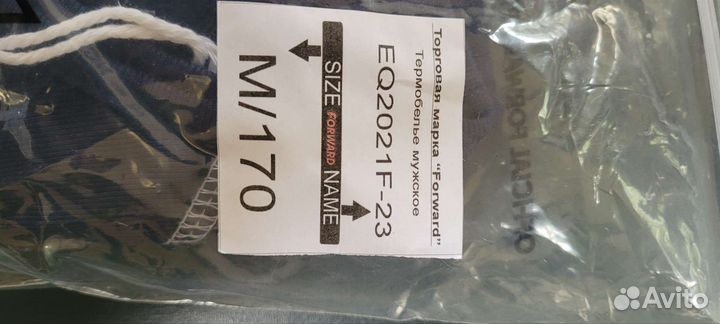 Торговая марка "Forward"
Термобелье мужское
EQ2021F-23
SIZE FORWARD NAME
M/170
Avito